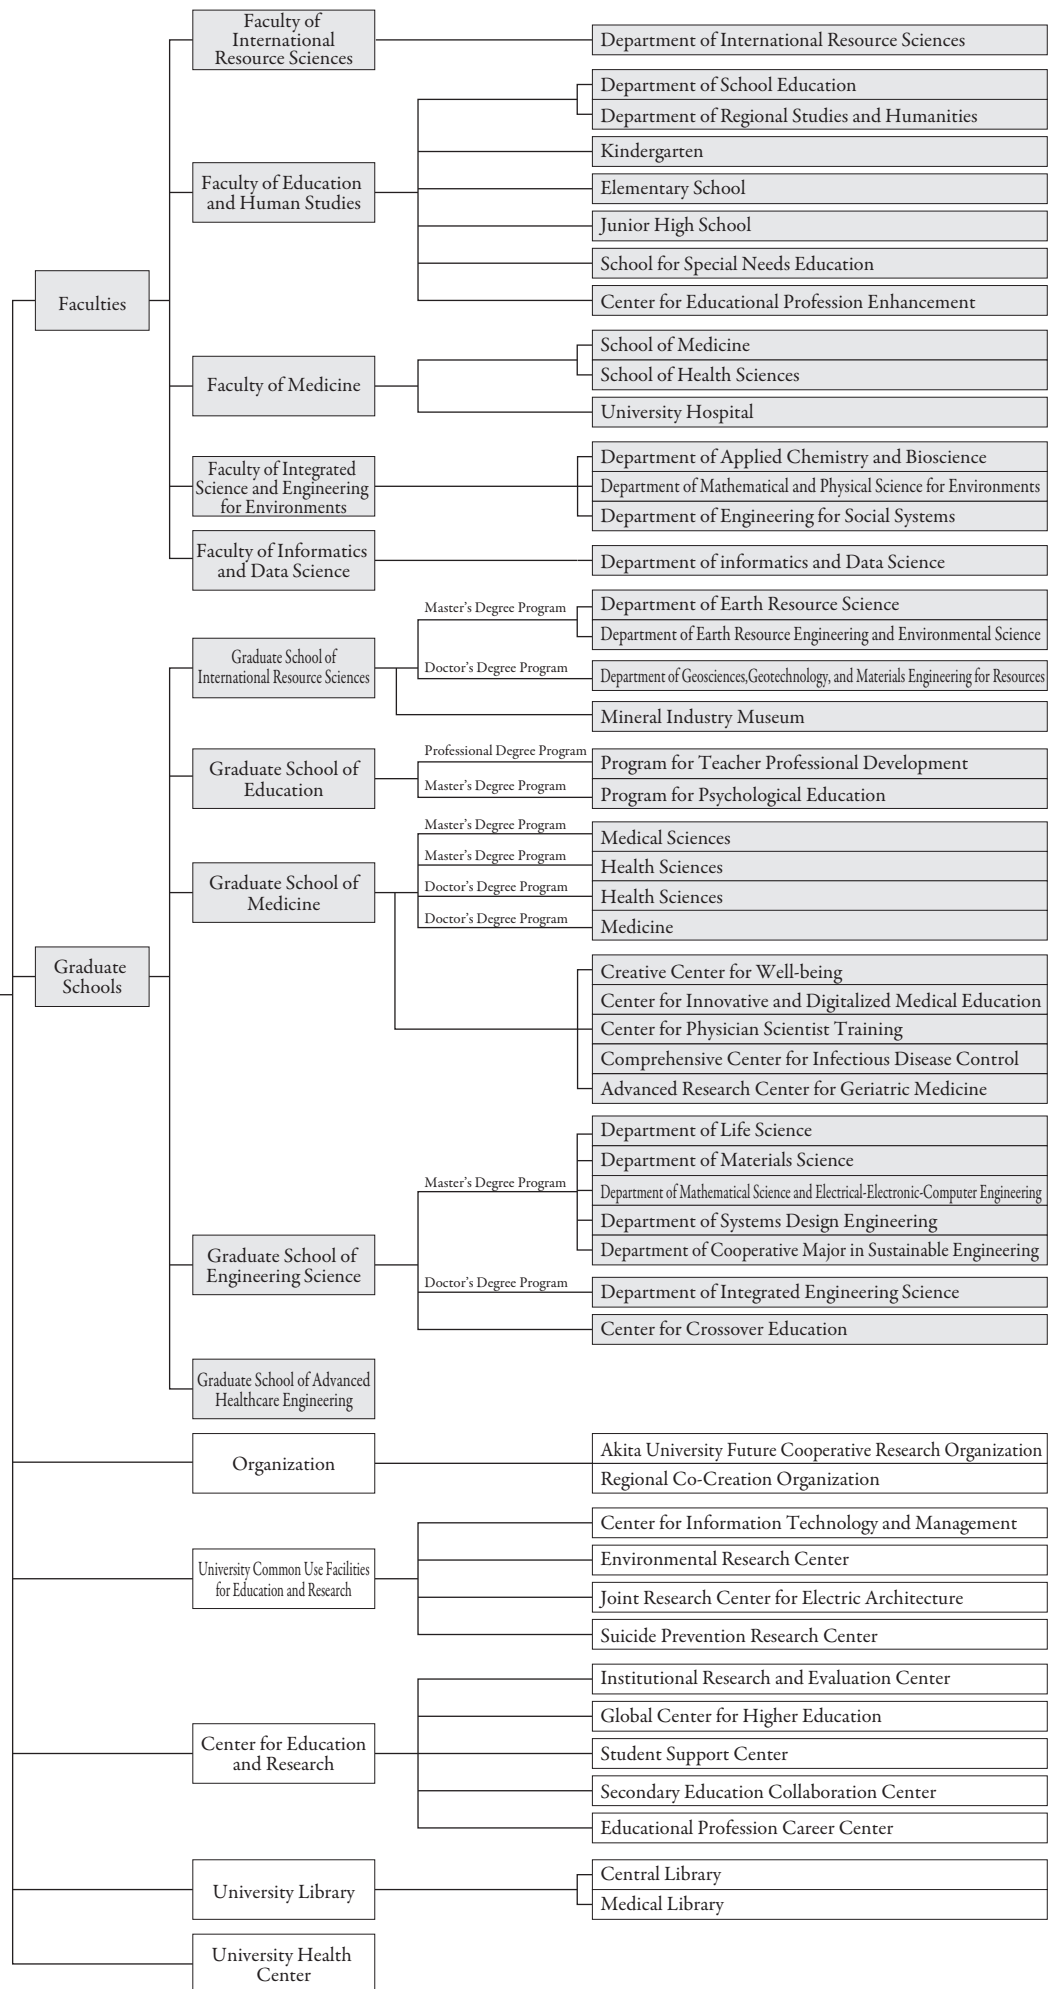 Faculties
Faculty of
International
Resource Sciences
Department of International Resource Sciences
Faculty of Education
and Human Studies
Department of School Education
Department of Regional Studies and Humanities
Kindergarten
Elementary School
Junior High School
School for Special Needs Education
Center for Educational Profession Enhancement
Faculty of Medicine
School of Medicine
School of Health Sciences
University Hospital
Faculty of Integrated
Science and Engineering
for Environments
Department of Applied Chemistry and Bioscience
Department of Mathematical and Physical Science for Environments
Department of Engineering for Social Systems
Faculty of Informatics
and Data Science
Department of informatics and Data Science
Graduate
Schools
Graduate School of
International Resource Sciences
Master's Degree Program
Department of Earth Resource Science
Department of Earth Resource Engineering and Environmental Science
Doctor's Degree Program
Department of Geosciences,Geotechnology, and Materials Engineering for Resources
Mineral Industry Museum
Graduate School of
Education
Professional Degree Program
Program for Teacher Professional Development
Master's Degree Program
Program for Psychological Education
Graduate School of
Medicine
Master's Degree Program
Medical Sciences
Master's Degree Program
Health Sciences
Doctor's Degree Program
Health Sciences
Doctor's Degree Program
Medicine
Creative Center for Well-being
Center for Innovative and Digitalized Medical Education
Center for Physician Scientist Training
Comprehensive Center for Infectious Disease Control
Advanced Research Center for Geriatric Medicine
Graduate School of
Engineering Science
Master's Degree Program
Department of Life Science
Department of Materials Science
Department of Mathematical Science and Electrical-Electronic-Computer Engineering
Department of Systems Design Engineering
Department of Cooperative Major in Sustainable Engineering
Doctor's Degree Program
Department of Integrated Engineering Science
Center for Crossover Education
Graduate School of Advanced
Healthcare Engineering
Organization
Akita University Future Cooperative Research Organization
Regional Co-Creation Organization
University Common Use Facilities
for Education and Research
Center for Information Technology and Management
Environmental Research Center
Joint Research Center for Electric Architecture
Suicide Prevention Research Center
Center for Education
and Research
Institutional Research and Evaluation Center
Global Center for Higher Education
Student Support Center
Secondary Education Collaboration Center
Educational Profession Career Center
University Library
Central Library
Medical Library
University Health
Center